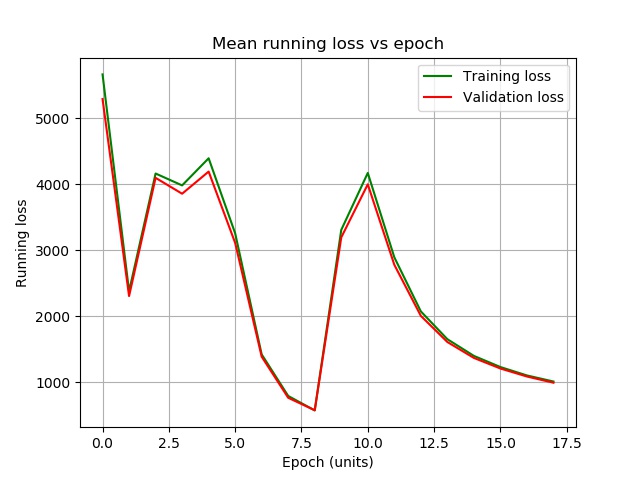 Mean running loss vs epoch
Training loss
Validation loss
5000
4000
3000
2000
1000
Running loss
0.0 2.5 5.0 7.5 10.0 12.5 15.0 17.5
Epoch (units)